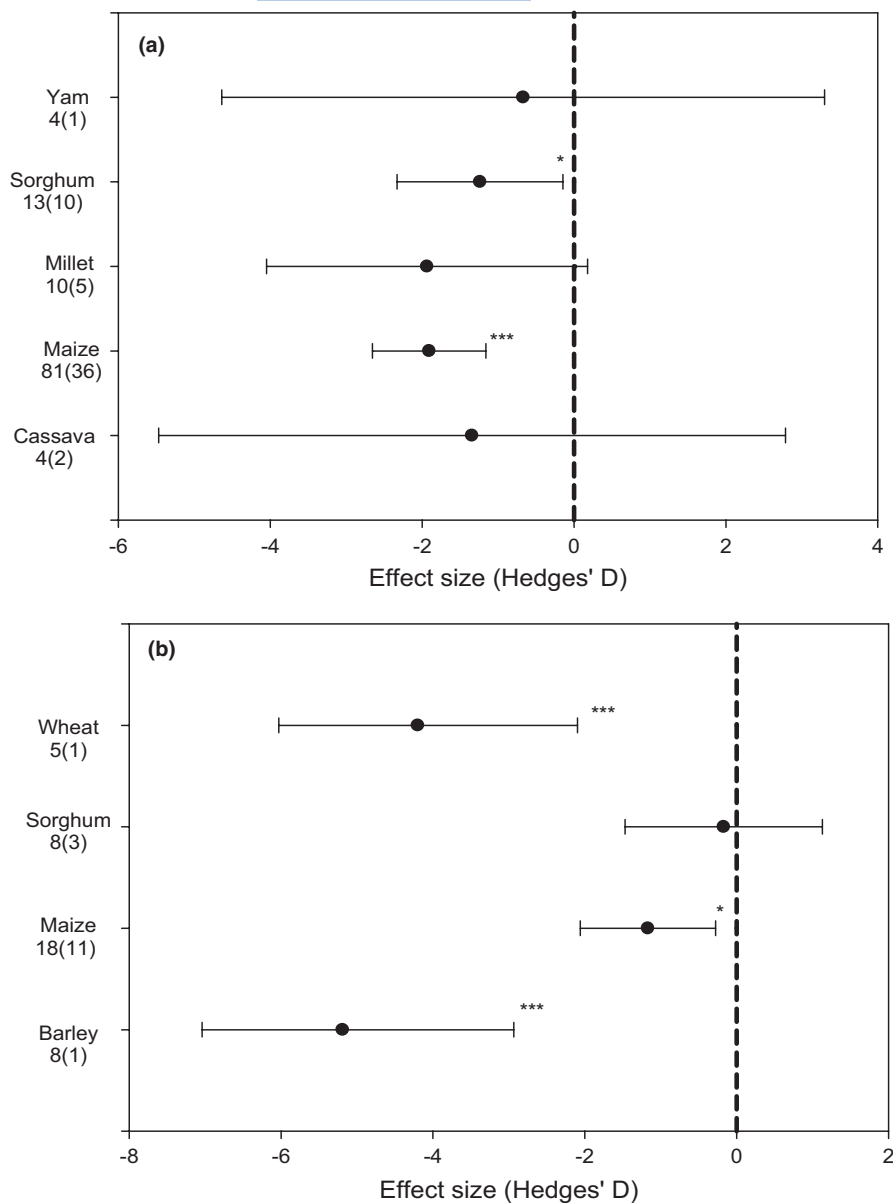 (a)
Yam
4(1)
*
Sorghum
13(10)
Millet
10(5)
***
Maize
81(36)
Cassava
4(2)
-6 -4 -2 0 2 4
Effect size (Hedges' D)
(b)
Wheat
5(1)
***
Sorghum
8(3)
Maize
18(11)
*
Barley
8(1)
***
-8 -6 -4 -2 0 2
Effect size (Hedges' D)